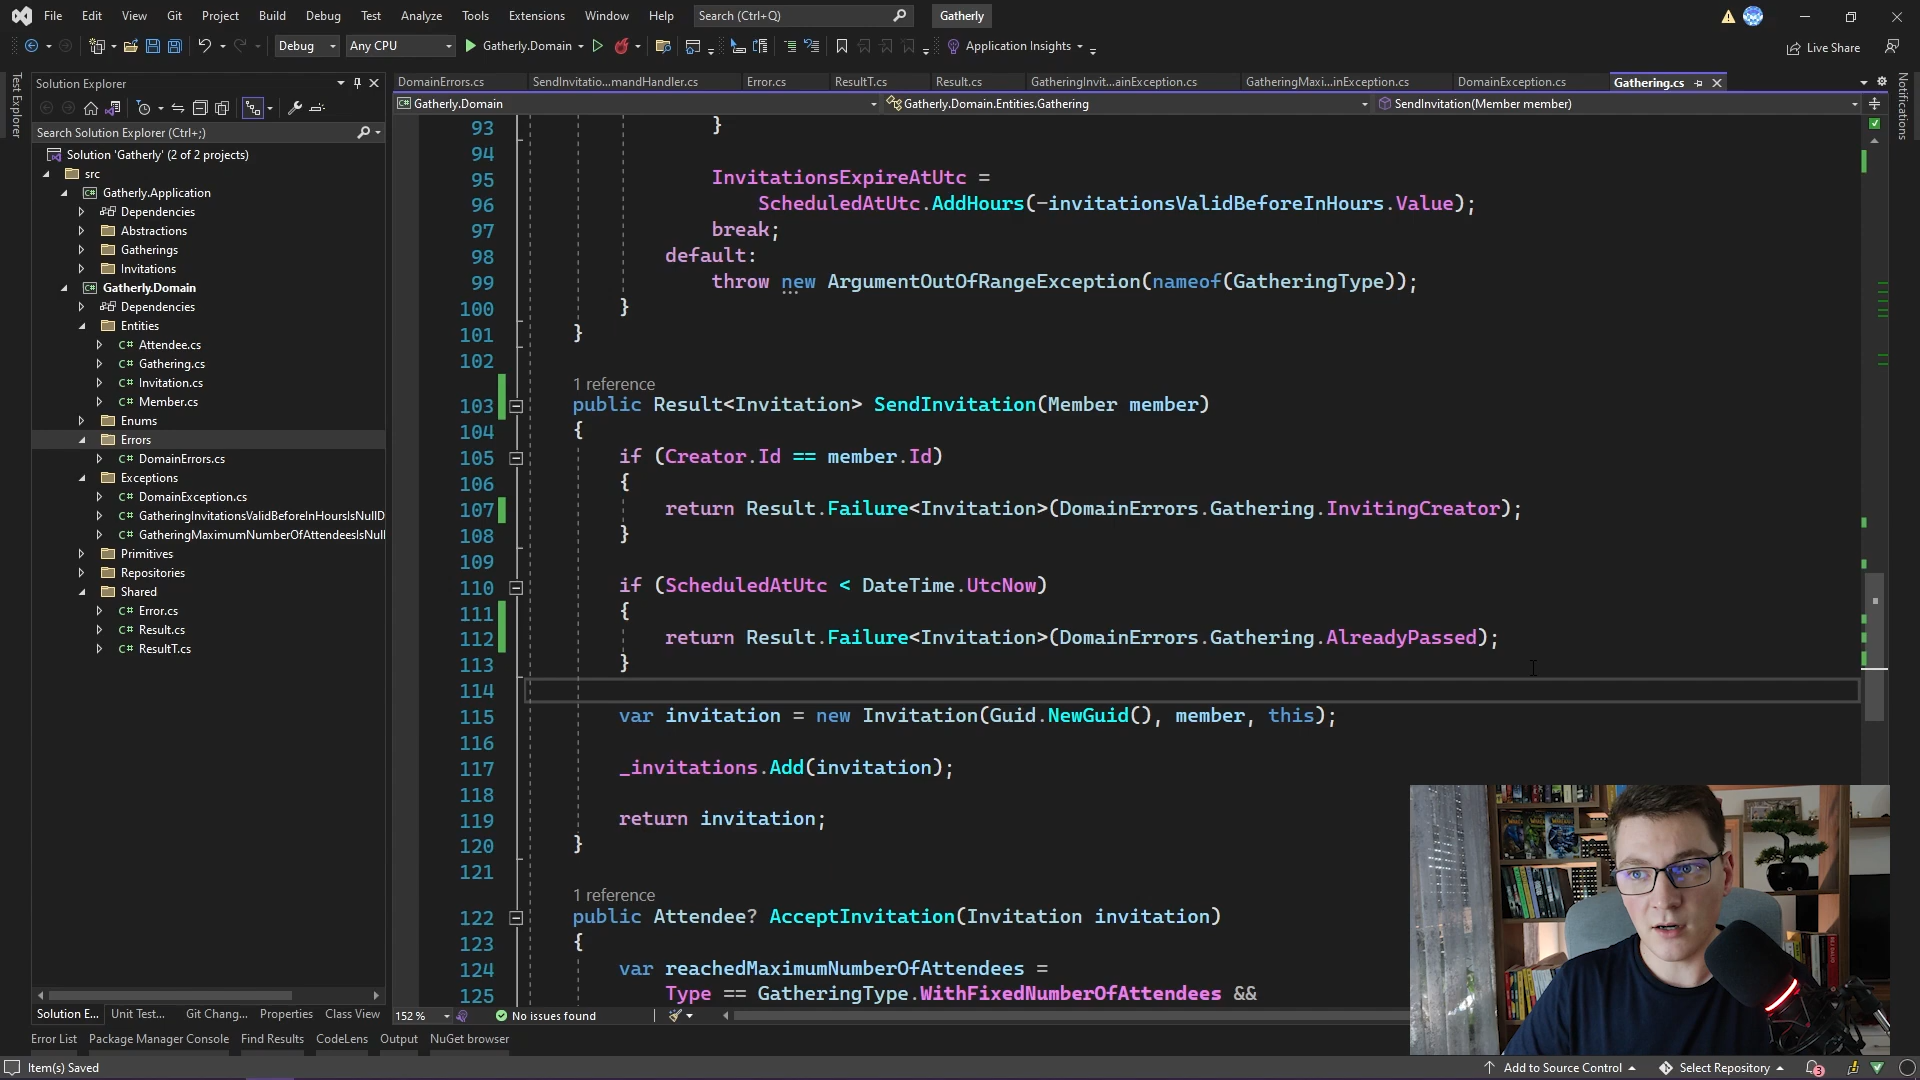 File Edit View Git Project Build Debug Test Analyze Tools Extensions Window Help Search (Ctrl+Q) Gatherly
Debug Any CPU Gatherly.Domain Application Insights Live Share
Test Explorer
Solution Explorer
Search Solution Explorer (Ctrl+;)
Solution 'Gatherly' (2 of 2 projects)
src
C# Gatherly.Application
Dependencies
Abstractions
Gatherings
Invitations
C# Gatherly.Domain
Dependencies
Entities
C# Attendee.cs
C# Gathering.cs
C# Invitation.cs
C# Member.cs
Enums
Errors
C# DomainErrors.cs
Exceptions
C# DomainException.cs
C# GatheringInvitationsValidBeforeInHoursIsNullD
C# GatheringMaximumNumberOfAttendeesIsNull
Primitives
Repositories
Shared
C# Error.cs
C# Result.cs
C# ResultT.cs
Solution E... Unit Test... Git Chang... Properties Class View
DomainErrors.cs SendInvitatio...mandHandler.cs Error.cs ResultT.cs Result.cs GatheringInvit...ainException.cs GatheringMaxi...inException.cs DomainException.cs Gathering.cs
C# Gatherly.Domain Gatherly.Domain.Entities.Gathering SendInvitation(Member member)
Notifications
93 }
94
95 InvitationsExpireAtUtc =
96 ScheduledAtUtc.AddHours(-invitationsValidBeforeInHours.Value);
97 break;
98 default:
99 throw new ArgumentOutOfRangeException(nameof(GatheringType));
100 }
101 }
102
1 reference
103 public Result<Invitation> SendInvitation(Member member)
104 {
105 if (Creator.Id == member.Id)
106 {
107 return Result.Failure<Invitation>(DomainErrors.Gathering.InvitingCreator);
108 }
109
110 if (ScheduledAtUtc < DateTime.UtcNow)
111 {
112 return Result.Failure<Invitation>(DomainErrors.Gathering.AlreadyPassed);
113 }
114
115 var invitation = new Invitation(Guid.NewGuid(), member, this);
116
117 _invitations.Add(invitation);
118
119 return invitation;
120 }
121
1 reference
122 public Attendee? AcceptInvitation(Invitation invitation)
123 {
124 var reachedMaximumNumberOfAttendees =
125 Type == GatheringType.WithFixedNumberOfAttendees &&
152 % No issues found
Error List Package Manager Console Find Results CodeLens Output NuGet browser
Item(s) Saved Add to Source Control Select Repository 3